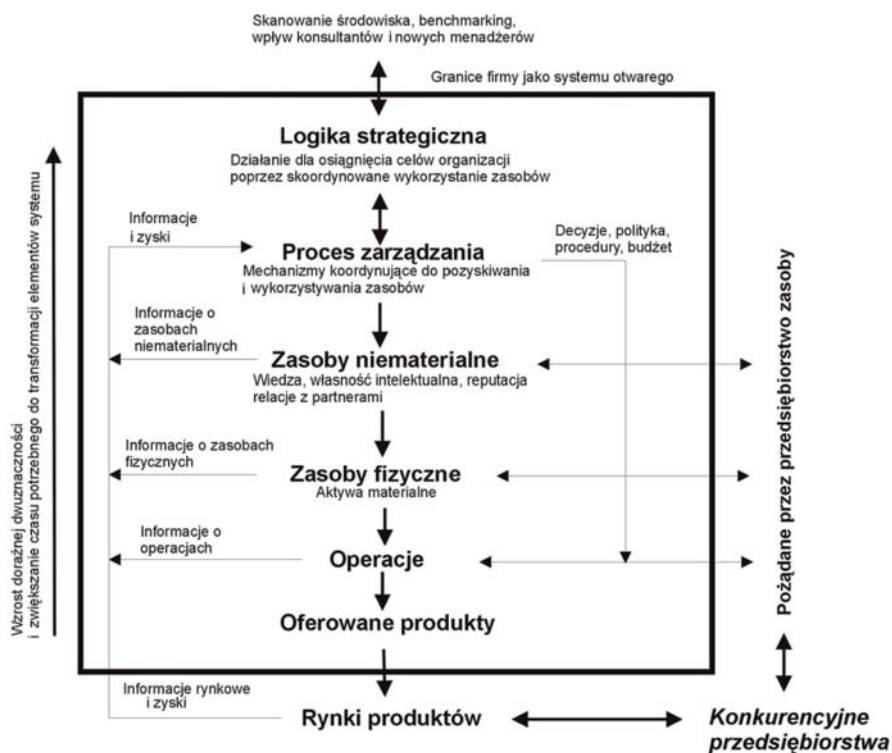 Skanowanie środowiska, benchmarking,
wpływ konsultantów i nowych menadżerów
Granice firmy jako systemu otwarego
Logika strategiczna
Działanie dla osiągnięcia celów organizacji
poprzez skoordynowane wykorzystanie zasobów
Informacje
i zyski
Decyzje, polityka,
procedury, budżet
Proces zarządzania
Mechanizmy koordynujące do pozyskiwania
i wykorzystywania zasobów
Informacje o
zasobach
niematerialnych
Zasoby niematerialne
Wiedza, własność intelektualna, reputacja
relacje z partnerami
Informacje o zasobach
fizycznych
Zasoby fizyczne
Aktywa materialne
Informacje o
operacjach
Operacje
Oferowane produkty
Informacje rynkowe
i zyski
Rynki produktów
Konkurencyjne
przedsiębiorstwa
Wzrost doraźnej dwuznaczności
i zwiększanie czasu potrzebnego do transformacji elementów systemu
Pożądane przez przedsiębiorstwo zasoby